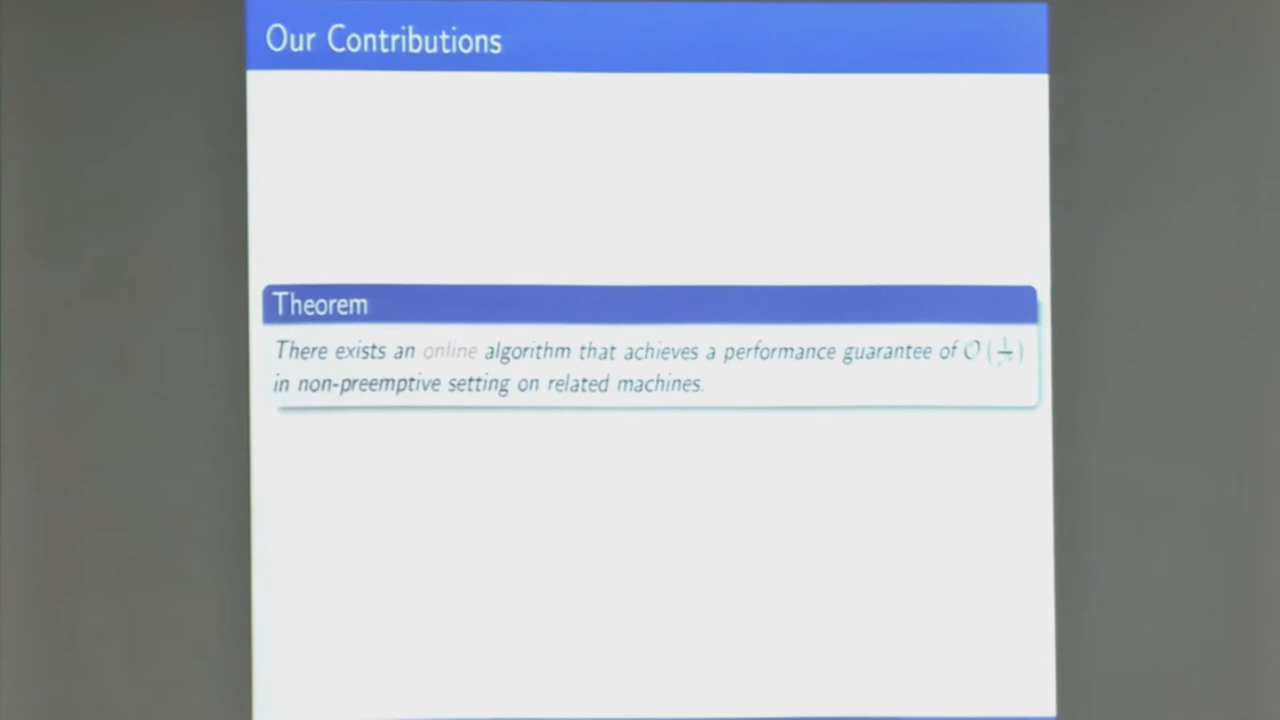 Our Contributions
Theorem
There exists an online algorithm that achieves a performance guarantee of
in non-preemptive setting on related machines.